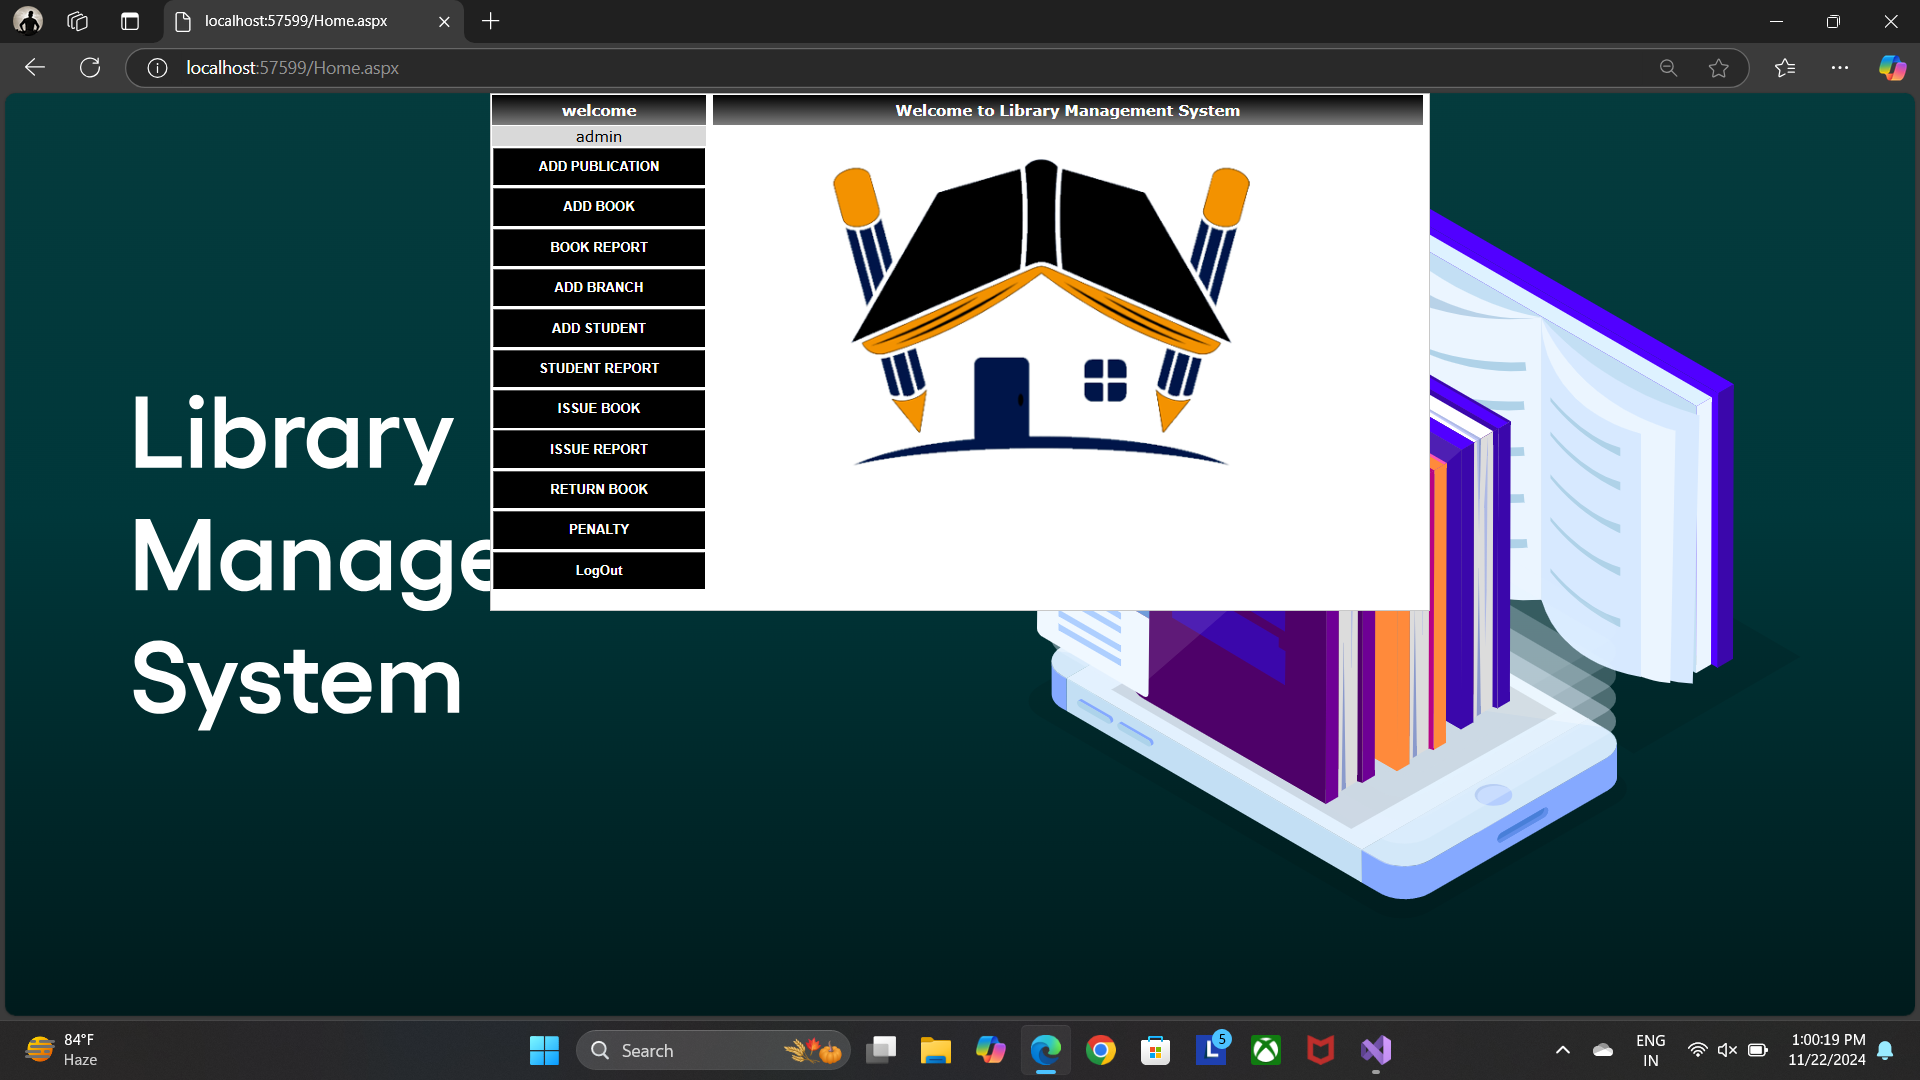 localhost:57599/Home.aspx
localhost:57599/Home.aspx
welcome
admin
ADD PUBLICATION
ADD BOOK
BOOK REPORT
ADD BRANCH
ADD STUDENT
STUDENT REPORT
ISSUE BOOK
ISSUE REPORT
RETURN BOOK
PENALTY
LogOut
Welcome to Library Management System
Library
Manage
System
84°F
Haze
Search
L
5
ENG
IN
1:00:19 PM
11/22/2024